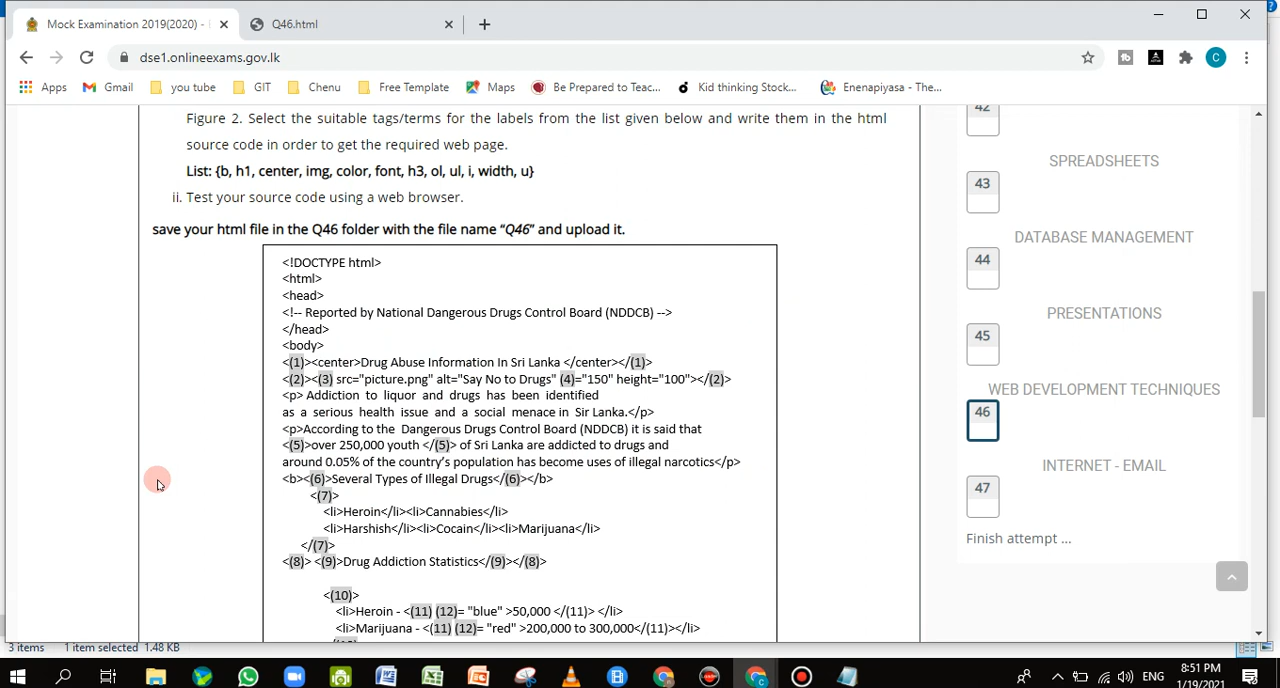 Mock Examination 2019(2020) -
Q46.html
dse1.onlineexams.gov.lk
Apps
Gmail
you tube
GIT
Chenu
Free Template
Maps
Be Prepared to Teac...
Kid thinking Stock...
Enenapiyasa - The...
Figure 2. Select the suitable tags/terms for the labels from the list given below and write them in the html
source code in order to get the required web page.
List: {b, h1, center, img, color, font, h3, ol, ul, i, width, u}
ii. Test your source code using a web browser.
save your html file in the Q46 folder with the file name “Q46” and upload it.
<!DOCTYPE html>
<html>
<head>
<!-- Reported by National Dangerous Drugs Control Board (NDDCB) -->
</head>
<body>
<(1)><center>Drug Abuse Information In Sri Lanka </center></(1)>
<(2)><(3) src="picture.png" alt="Say No to Drugs" (4)="150" height="100"></(2)>
<p> Addiction to liquor and drugs has been identified
as a serious health issue and a social menace in Sir Lanka.</p>
<p>According to the Dangerous Drugs Control Board (NDDCB) it is said that
<(5)>over 250,000 youth </(5)> of Sri Lanka are addicted to drugs and
around 0.05% of the country’s population has become uses of illegal narcotics</p>
<b><(6)>Several Types of Illegal Drugs</(6)></b>
<(7)>
<li>Heroin</li><li>Cannabies</li>
<li>Harshish</li><li>Cocain</li><li>Marijuana</li>
</(7)>
<(8)> <(9)>Drug Addiction Statistics</(9)></(8)>
<(10)>
<li>Heroin - <(11) (12)= "blue" >50,000 </(11)> </li>
<li>Marijuana - <(11) (12)= "red" >200,000 to 300,000</(11)></li>
42
SPREADSHEETS
43
DATABASE MANAGEMENT
44
PRESENTATIONS
45
WEB DEVELOPMENT TECHNIQUES
46
INTERNET - EMAIL
47
Finish attempt ...
3 items
1 item selected 1.48 KB
ENG
8:51 PM
1/19/2021